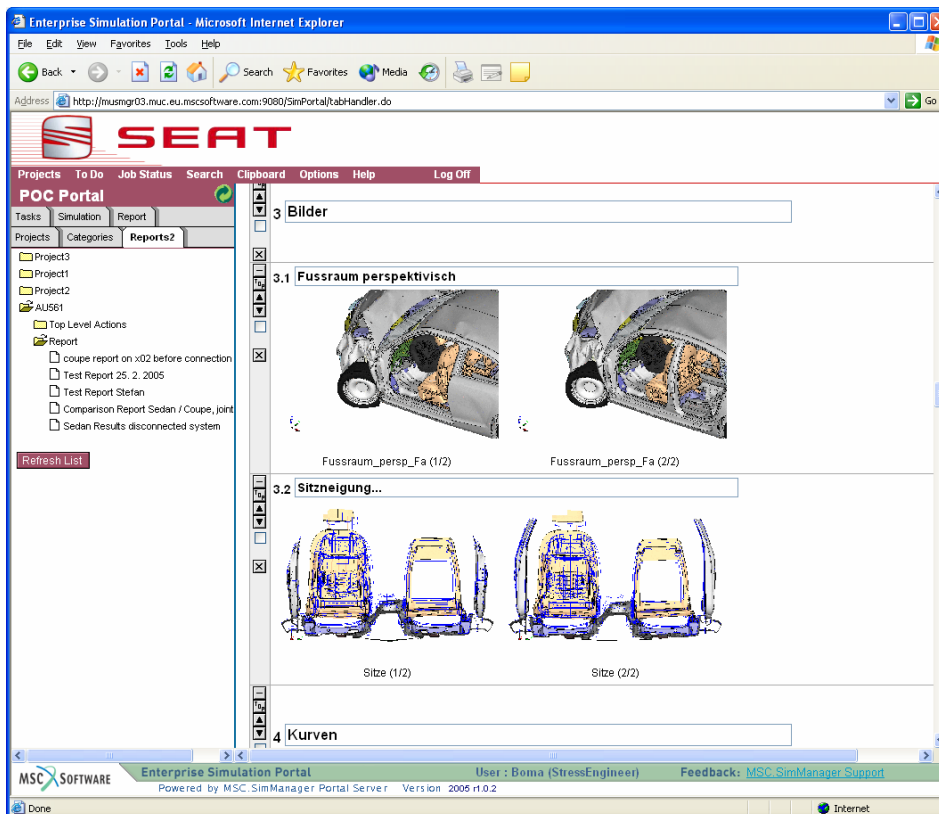 Enterprise Simulation Portal - Microsoft Internet Explorer
File Edit View Favorites Tools Help
Back Search Favorites Media
Address http://musmgr03.muc.eu.mscsoftware.com:9080/SimPortal/tabHandler.do Go
SEAT
Projects To Do Job Status Search Clipboard Options Help Log Off
POC Portal
Tasks Simulation Report
Projects Categories Reports2
Project3
Project1
Project2
AU561
Top Level Actions
Report
coupe report on x02 before connection
Test Report 25. 2. 2005
Test Report Stefan
Comparison Report Sedan / Coupe, joint
Sedan Results disconnected system
Refresh List
3 Bilder
Top
3.1 Fussraum perspektivisch
Fussraum_persp_Fa (1/2) Fussraum_persp_Fa (2/2)
Top
3.2 Sitzneigung...
Sitze (1/2) Sitze (2/2)
Top
4 Kurven
MSC SOFTWARE Enterprise Simulation Portal User : Boma (StressEngineer) Feedback: MSC.SimManager Support
Powered by MSC.SimManager Portal Server Version 2005 r1.0.2
Done Internet